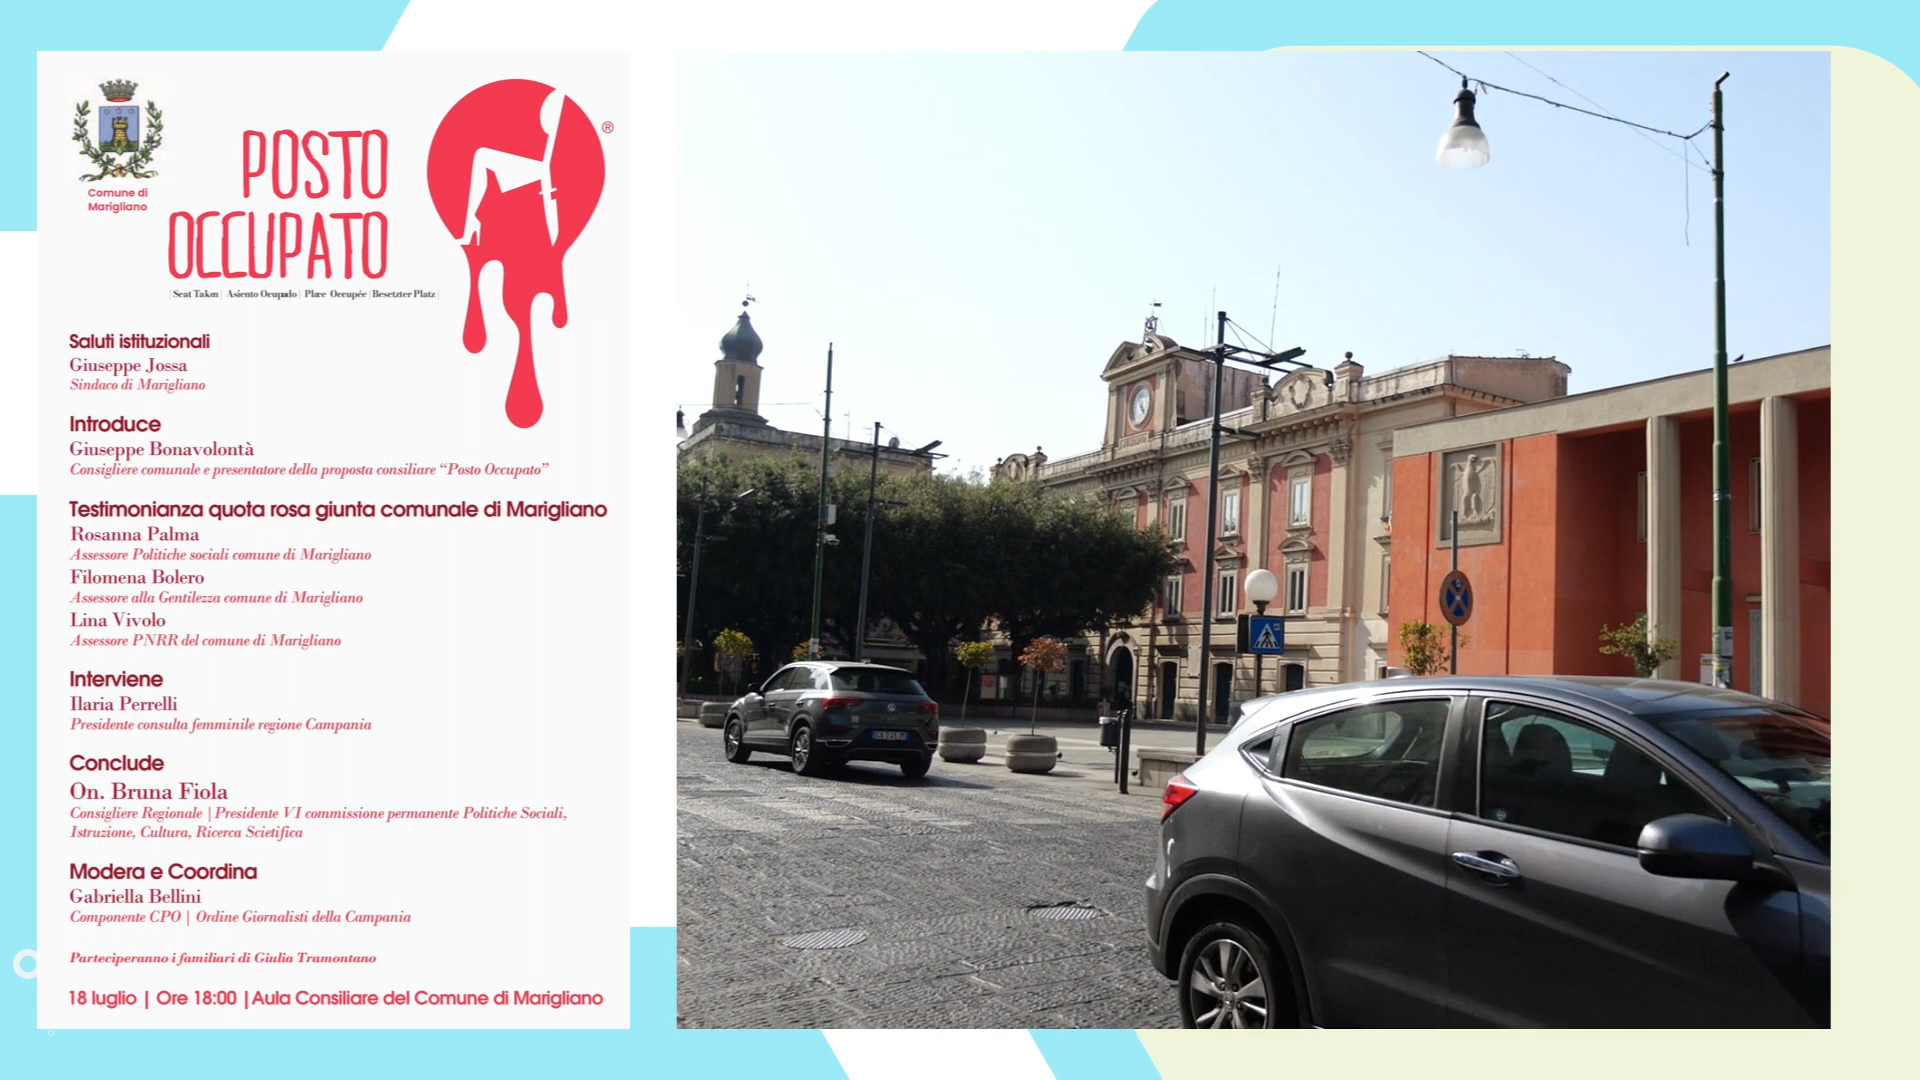 Comune di
Marigliano
POSTO
OCCUPATO
®
| Seat Taken | Asiento Ocupado | Place Occupée | Besetzter Platz |
Saluti istituzionali
Giuseppe Jossa
Sindaco di Marigliano
Introduce
Giuseppe Bonavolontà
Consigliere comunale e presentatore della proposta consiliare “Posto Occupato”
Testimonianza quota rosa giunta comunale di Marigliano
Rosanna Palma
Assessore Politiche sociali comune di Marigliano
Filomena Bolero
Assessore alla Gentilezza comune di Marigliano
Lina Vivolo
Assessore PNRR del comune di Marigliano
Interviene
Ilaria Perrelli
Presidente consulta femminile regione Campania
Conclude
On. Bruna Fiola
Consigliere Regionale | Presidente VI commissione permanente Politiche Sociali,
Istruzione, Cultura, Ricerca Scietifica
Modera e Coordina
Gabriella Bellini
Componente CPO | Ordine Giornalisti della Campania
Parteciperanno i familiari di Giulia Tramontano
18 luglio | Ore 18:00 | Aula Consiliare del Comune di Marigliano